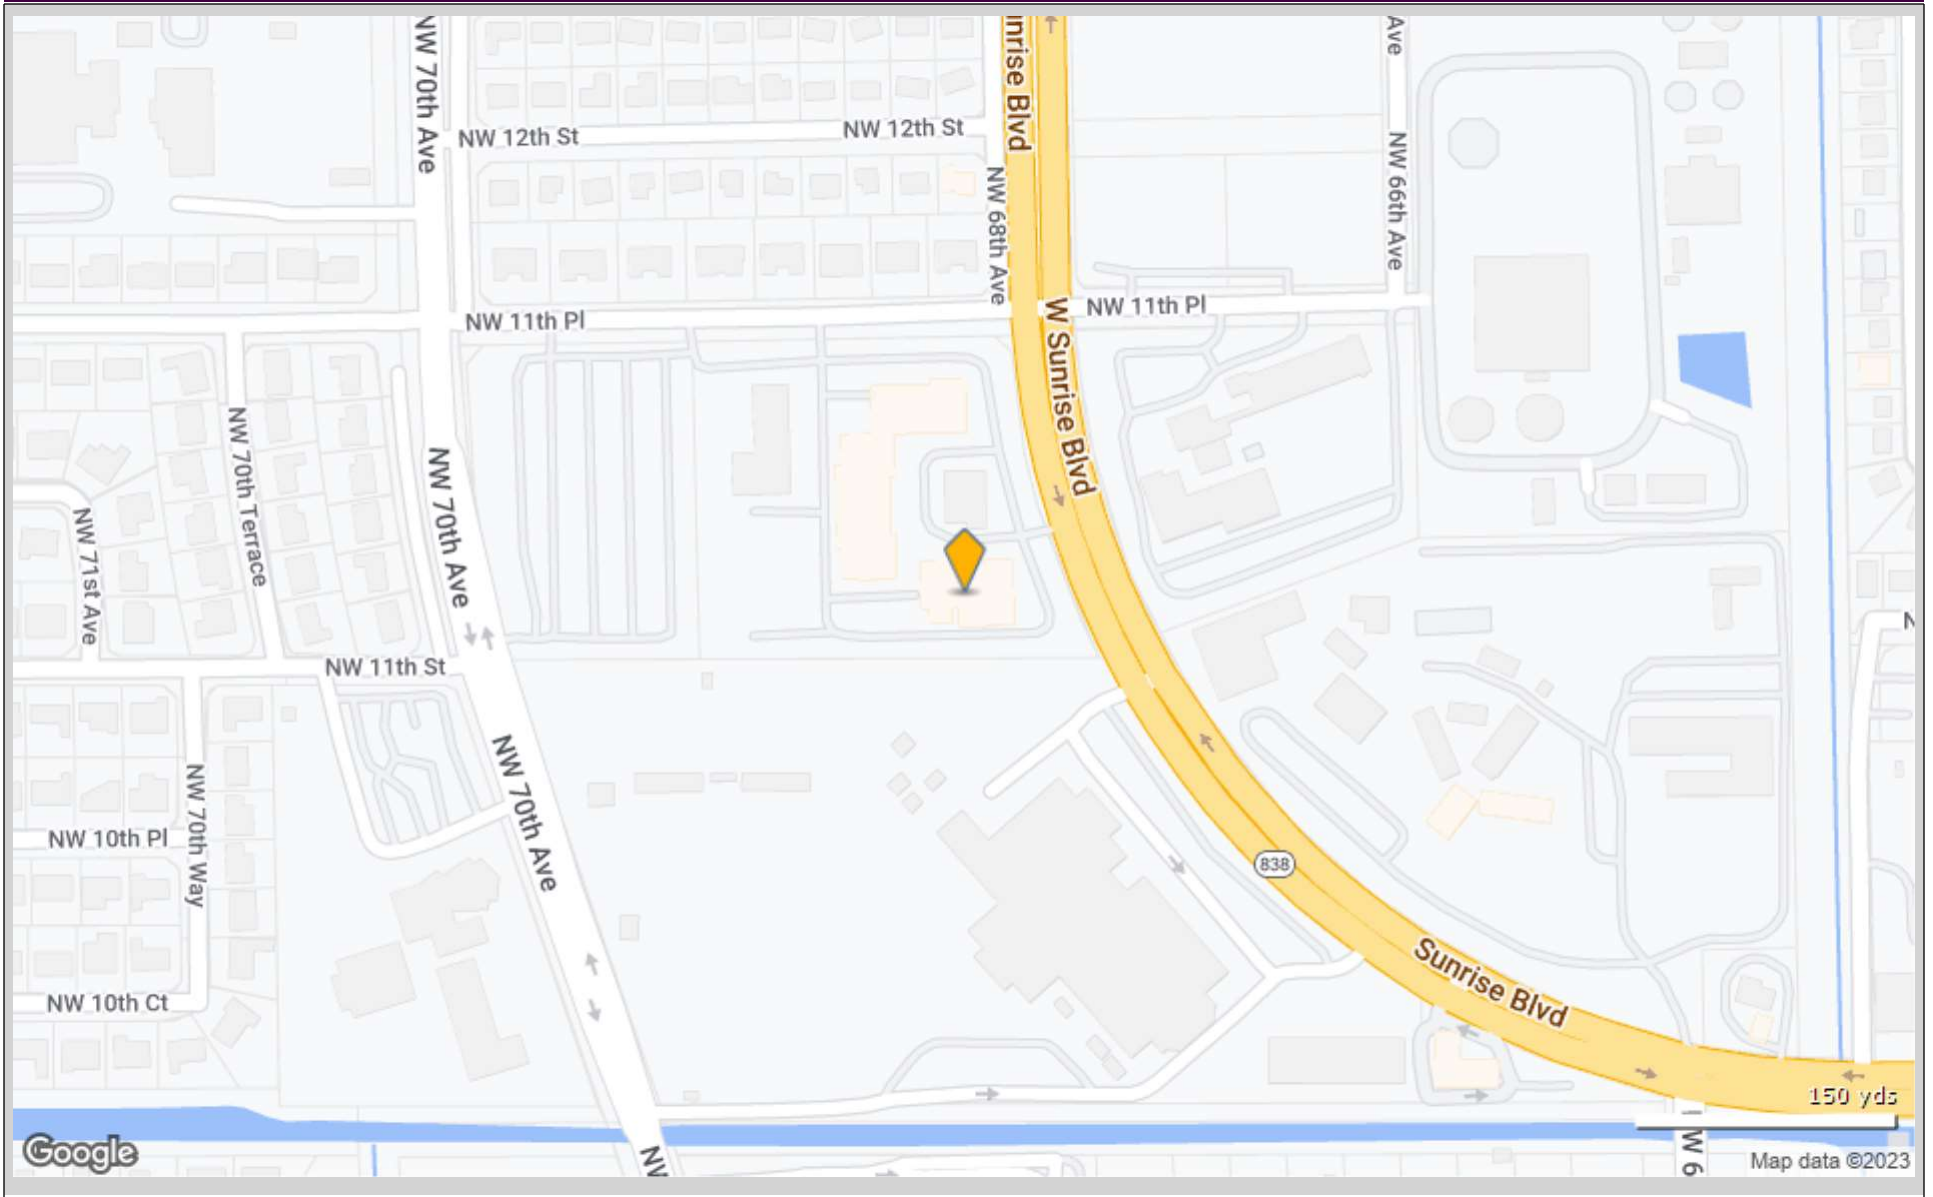 NW 70th Ave
nrise Blvd
Ave
NW 12th St
NW 12th St
NW 68th Ave
NW 66th Ave
NW 11th Pl
W Sunrise Blvd
NW 11th Pl
NW 70th Terrace
NW 70th Ave
NW 71st Ave
NW 11th St
NW 70th Ave
NW 70th Way
NW 10th Pl
838
Sunrise Blvd
NW 10th Ct
150 yds
Google
NW
W 6
Map data ©2023